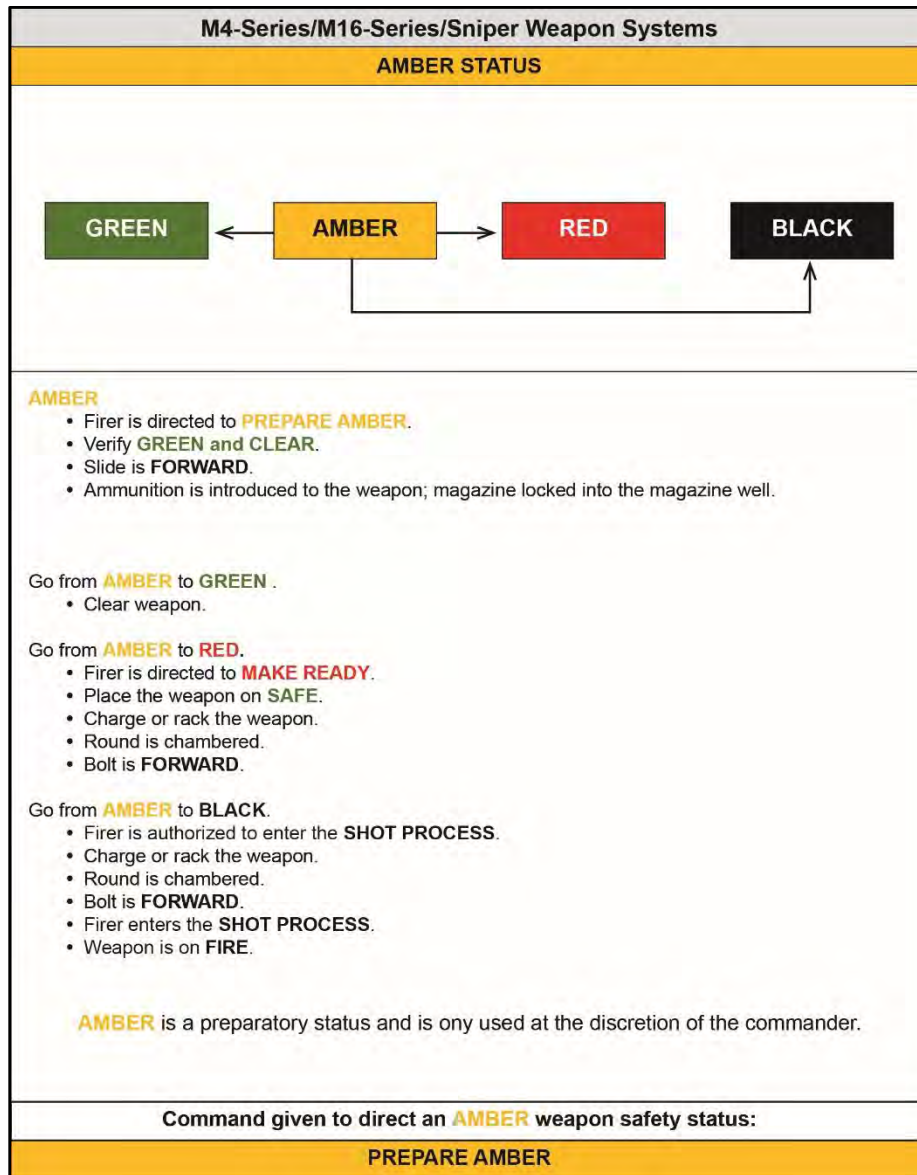 M4-Series/M16-Series/Sniper Weapon Systems
AMBER STATUS
GREEN AMBER RED BLACK
AMBER
• Firer is directed to PREPARE AMBER.
• Verify GREEN and CLEAR.
• Slide is FORWARD.
• Ammunition is introduced to the weapon; magazine locked into the magazine well.
Go from AMBER to GREEN .
• Clear weapon.
Go from AMBER to RED.
• Firer is directed to MAKE READY.
• Place the weapon on SAFE.
• Charge or rack the weapon.
• Round is chambered.
• Bolt is FORWARD.
Go from AMBER to BLACK.
• Firer is authorized to enter the SHOT PROCESS.
• Charge or rack the weapon.
• Round is chambered.
• Bolt is FORWARD.
• Firer enters the SHOT PROCESS.
• Weapon is on FIRE.
AMBER is a preparatory status and is ony used at the discretion of the commander.
Command given to direct an AMBER weapon safety status:
PREPARE AMBER